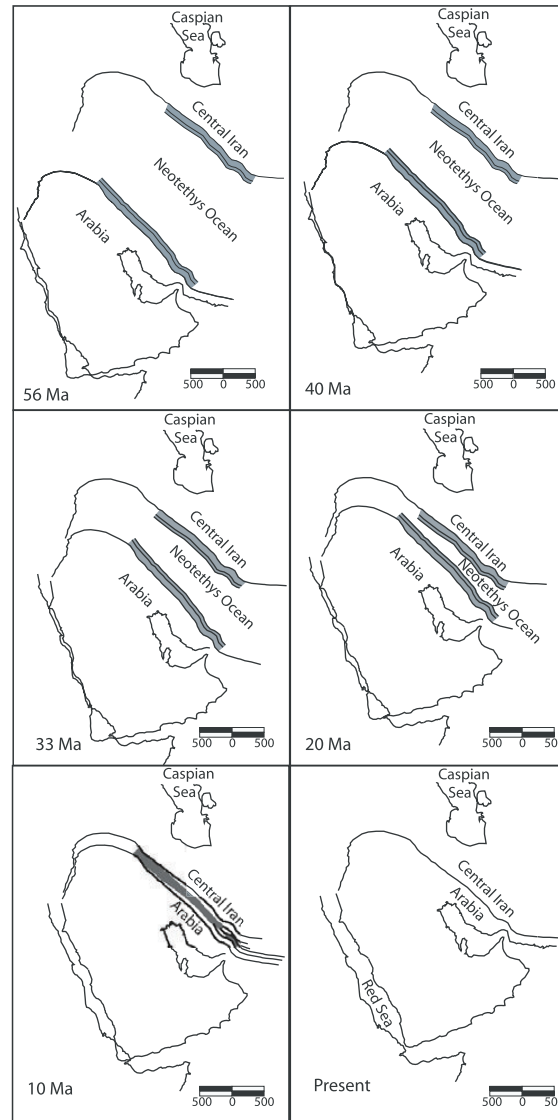 Caspian
Sea
Central Iran
Neotethys Ocean
Arabia
500 0 500
56 Ma
Caspian
Sea
Central Iran
Neotethys Ocean
Arabia
500 0 500
40 Ma
Caspian
Sea
Central Iran
Neotethys Ocean
Arabia
500 0 500
33 Ma
Caspian
Sea
Central Iran
Neotethys Ocean
Arabia
500 0 50
20 Ma
Caspian
Sea
Central Iran
Arabia
500 0 500
10 Ma
Caspian
Sea
Central Iran
Arabia
Red Sea
500 0 50
Present